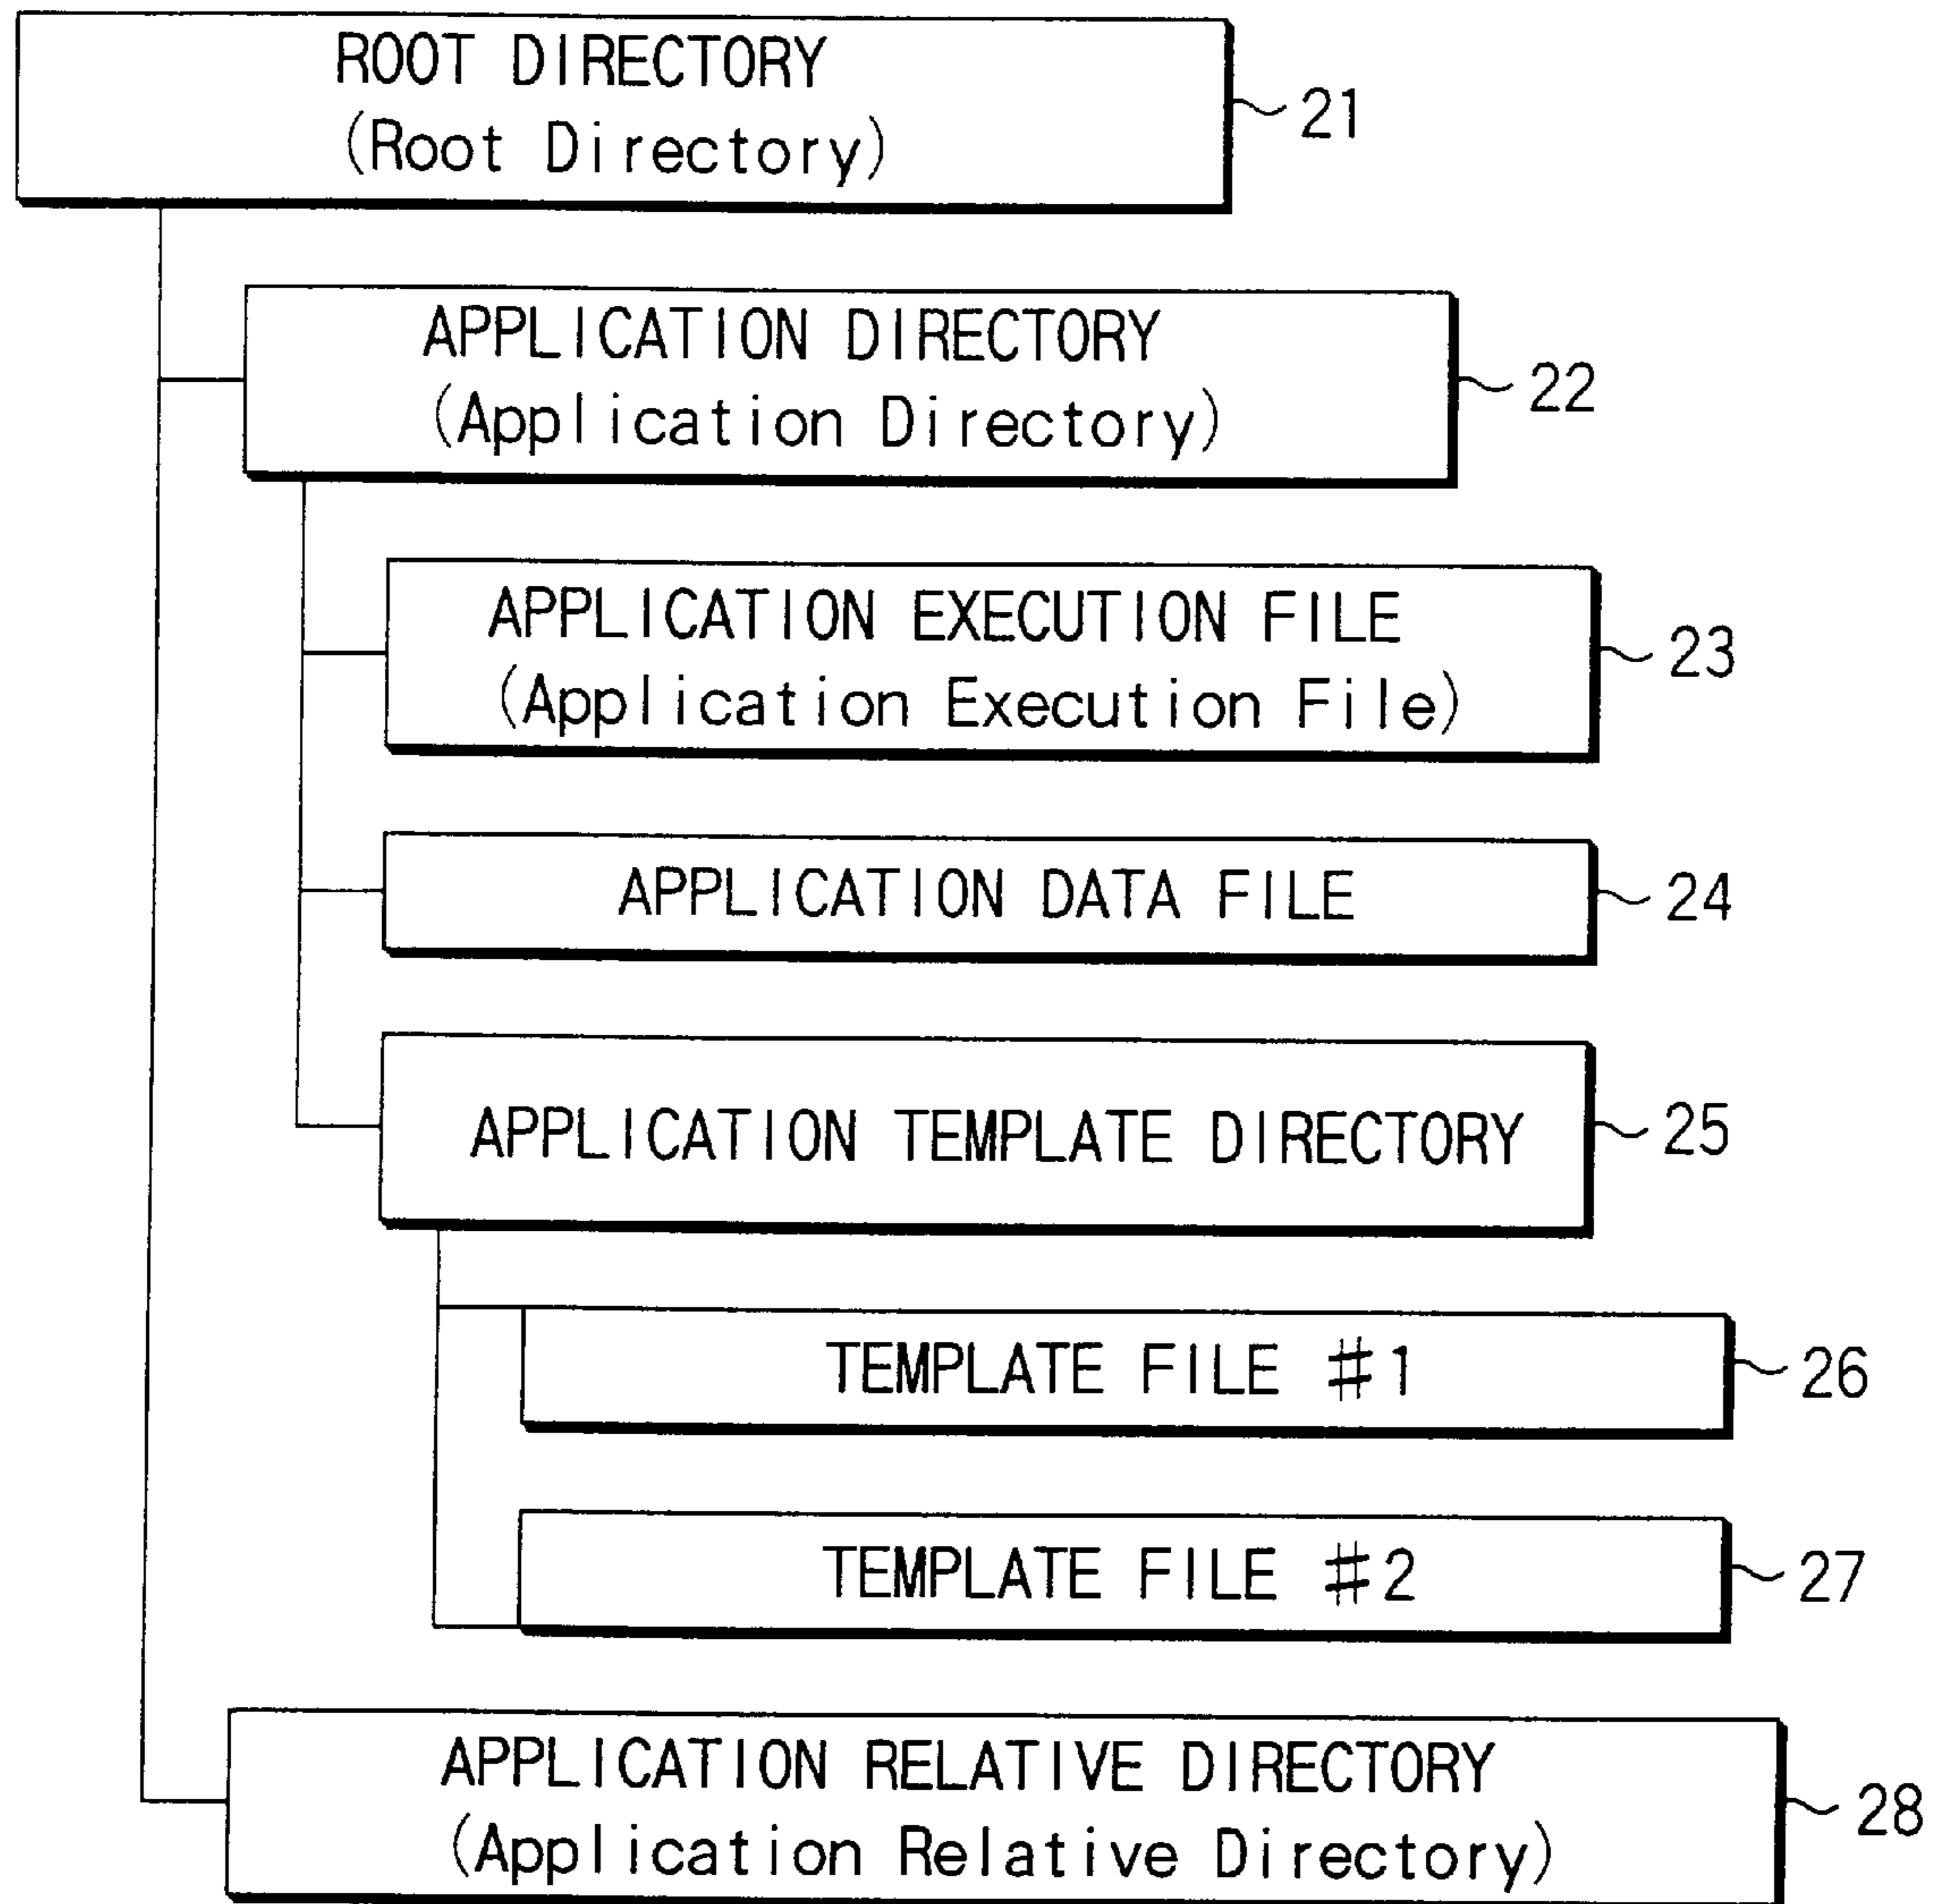 ROOT DIRECTORY
(Root Directory)
21
APPLICATION DIRECTORY
(Application Directory)
22
APPLICATION EXECUTION FILE
(Application Execution File)
23
APPLICATION DATA FILE
24
APPLICATION TEMPLATE DIRECTORY
25
TEMPLATE FILE #1
26
TEMPLATE FILE #2
27
APPLICATION RELATIVE DIRECTORY
(Application Relative Directory)
28